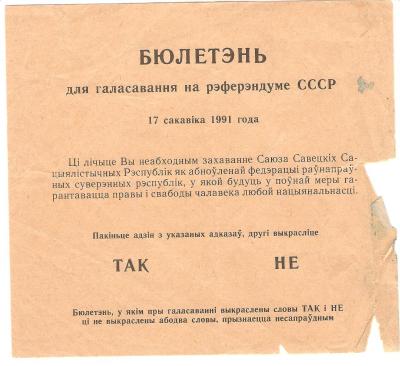 БЮЛЕТЭНЬ
для галасавання на рэферэндуме СССР
17 сакавіка 1991 года
Ці лічыце Вы неабходным захаванне Саюза Савецкіх Са-
цыялістычных Рэспублік як абноўленай федэрацыі раўнапраў-
ных суверэнных рэспублік, у якой будуць у поўнай меры га-
рантавацца правы і свабоды чалавека любой нацыянальнасці.
Пакіньце адзін з указаных адказаў, другі выкрасліце
ТАК НЕ
Бюлетэнь, у якім пры галасаванні выкраслены словы ТАК і НЕ
ці не выкраслены абодва словы, прызнаецца несапраўдным